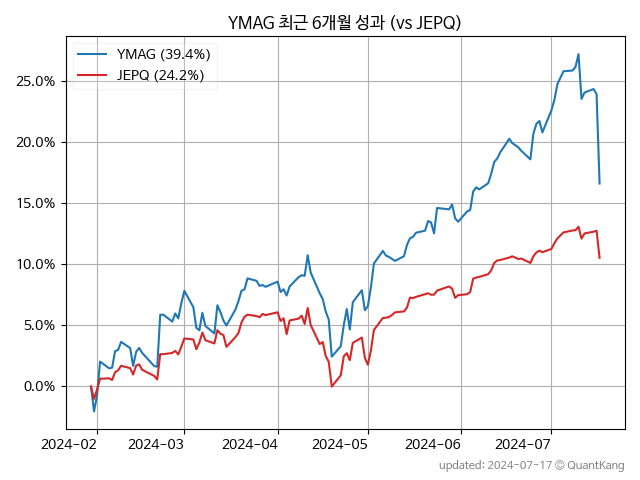 YMAG 최근 6개월 성과 (vs JEPQ)
YMAG (39.4%)
JEPQ (24.2%)
25.0%
20.0%
15.0%
10.0%
5.0%
0.0%
2024-02 2024-03 2024-04 2024-05 2024-06 2024-07
updated: 2024-07-17 © QuantKang